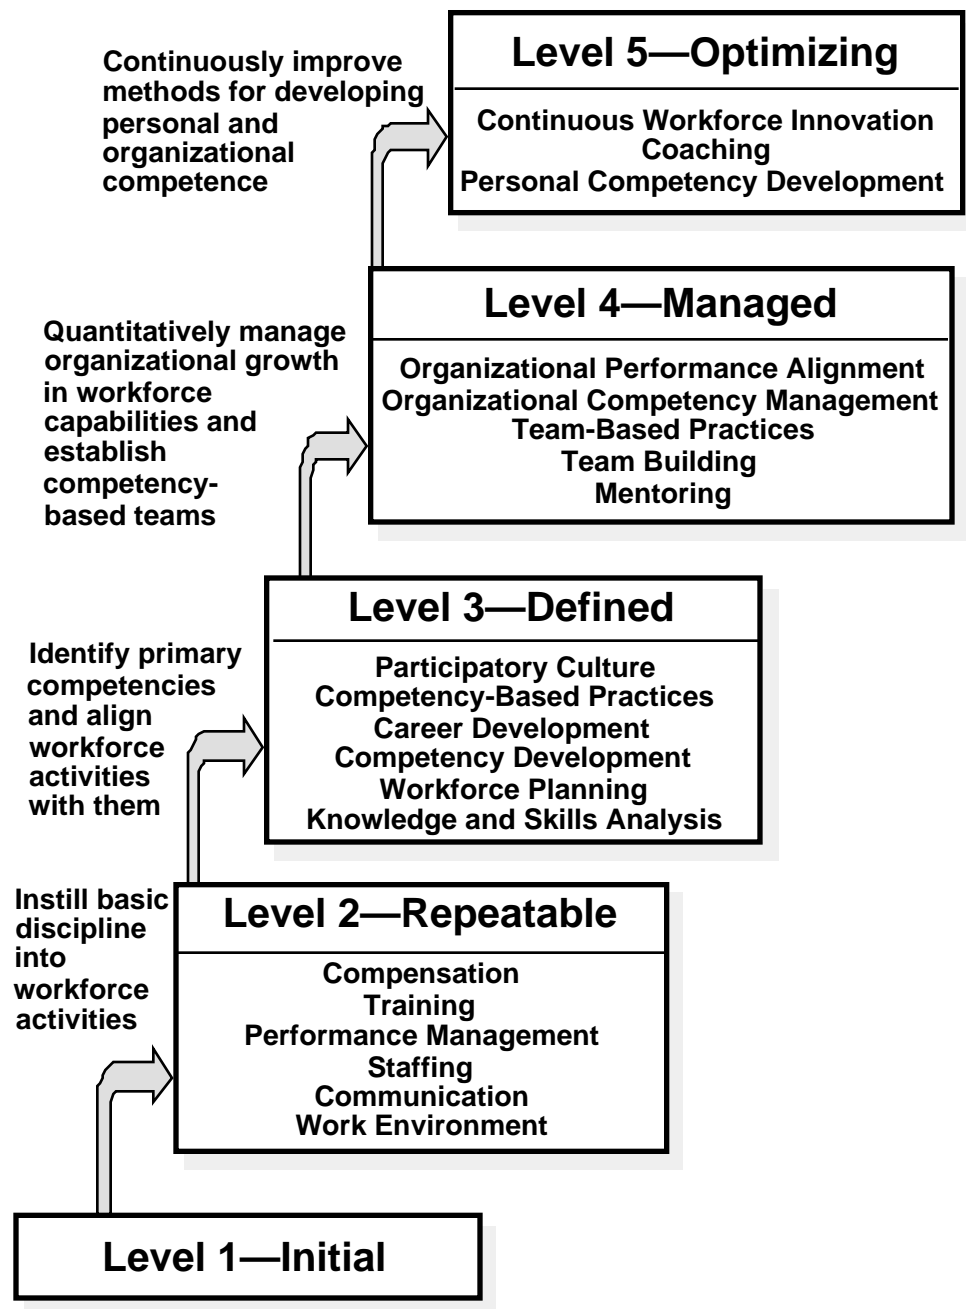 Continuously improve
methods for developing
personal and
organizational
competence
Level 5—Optimizing
Continuous Workforce Innovation
Coaching
Personal Competency Development
Quantitatively manage
organizational growth
in workforce
capabilities and
establish
competency-
based teams
Level 4—Managed
Organizational Performance Alignment
Organizational Competency Management
Team-Based Practices
Team Building
Mentoring
Identify primary
competencies
and align
workforce
activities
with them
Level 3—Defined
Participatory Culture
Competency-Based Practices
Career Development
Competency Development
Workforce Planning
Knowledge and Skills Analysis
Instill basic
discipline
into
workforce
activities
Level 2—Repeatable
Compensation
Training
Performance Management
Staffing
Communication
Work Environment
Level 1—Initial